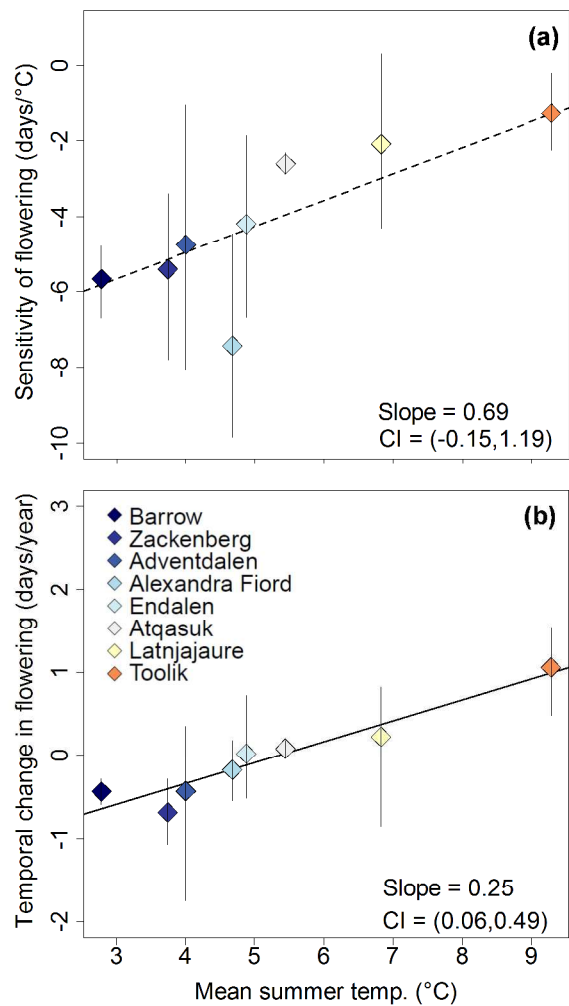 (a)
Sensitivity of flowering (days/°C)
0
-2
-4
-6
-8
-10
Slope = 0.69
CI = (-0.15,1.19)
(b)
Temporal change in flowering (days/year)
3
2
1
0
-1
-2
Barrow
Zackenberg
Adventdalen
Alexandra Fiord
Endalen
Atqasuk
Latnjajaure
Toolik
Slope = 0.25
CI = (0.06,0.49)
3 4 5 6 7 8 9
Mean summer temp. (°C)